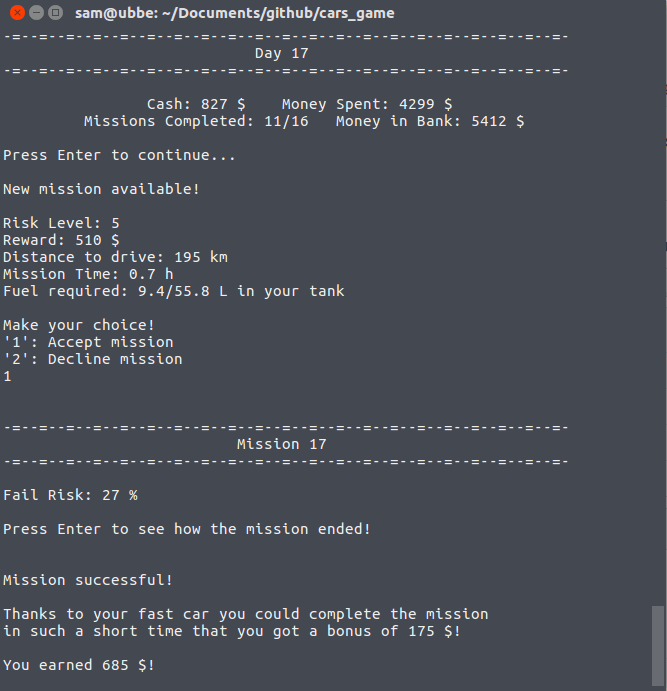 sam@ubbe: ~/Documents/github/cars_game
-=--=--=--=--=--=--=--=--=--=--=--=--=--=--=--=--=--=--=--=--=-
Day 17
-=--=--=--=--=--=--=--=--=--=--=--=--=--=--=--=--=--=--=--=--=-
Cash: 827 $    Money Spent: 4299 $
Missions Completed: 11/16   Money in Bank: 5412 $
Press Enter to continue...
New mission available!
Risk Level: 5
Reward: 510 $
Distance to drive: 195 km
Mission Time: 0.7 h
Fuel required: 9.4/55.8 L in your tank
Make your choice!
'1': Accept mission
'2': Decline mission
1
-=--=--=--=--=--=--=--=--=--=--=--=--=--=--=--=--=--=--=--=--=-
Mission 17
-=--=--=--=--=--=--=--=--=--=--=--=--=--=--=--=--=--=--=--=--=-
Fail Risk: 27 %
Press Enter to see how the mission ended!
Mission successful!
Thanks to your fast car you could complete the mission
in such a short time that you got a bonus of 175 $!
You earned 685 $!